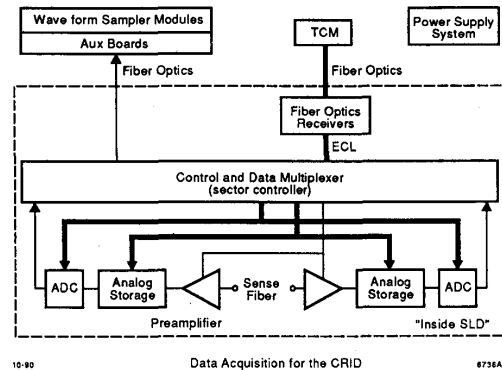 Wave form Sampler Modules
Aux Boards
TCM
Power Supply
System
Fiber Optics
Fiber Optics
Fiber Optics
Receivers
ECL
Control and Data Multiplexer
(sector controller)
ADC
Analog
Storage
Sense
Fiber
Analog
Storage
ADC
Preamplifier
"Inside SLD"
10-90
Data Acquisition for the CRID
6736A